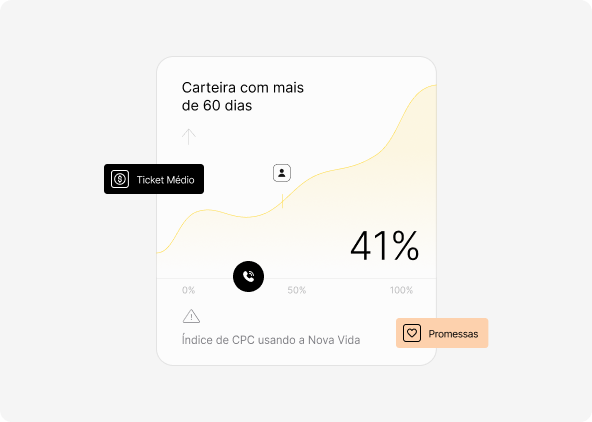 Carteira com mais
de 60 dias
Ticket Médio
41%
0%
50%
100%
Índice de CPC usando a Nova Vida
Promessas